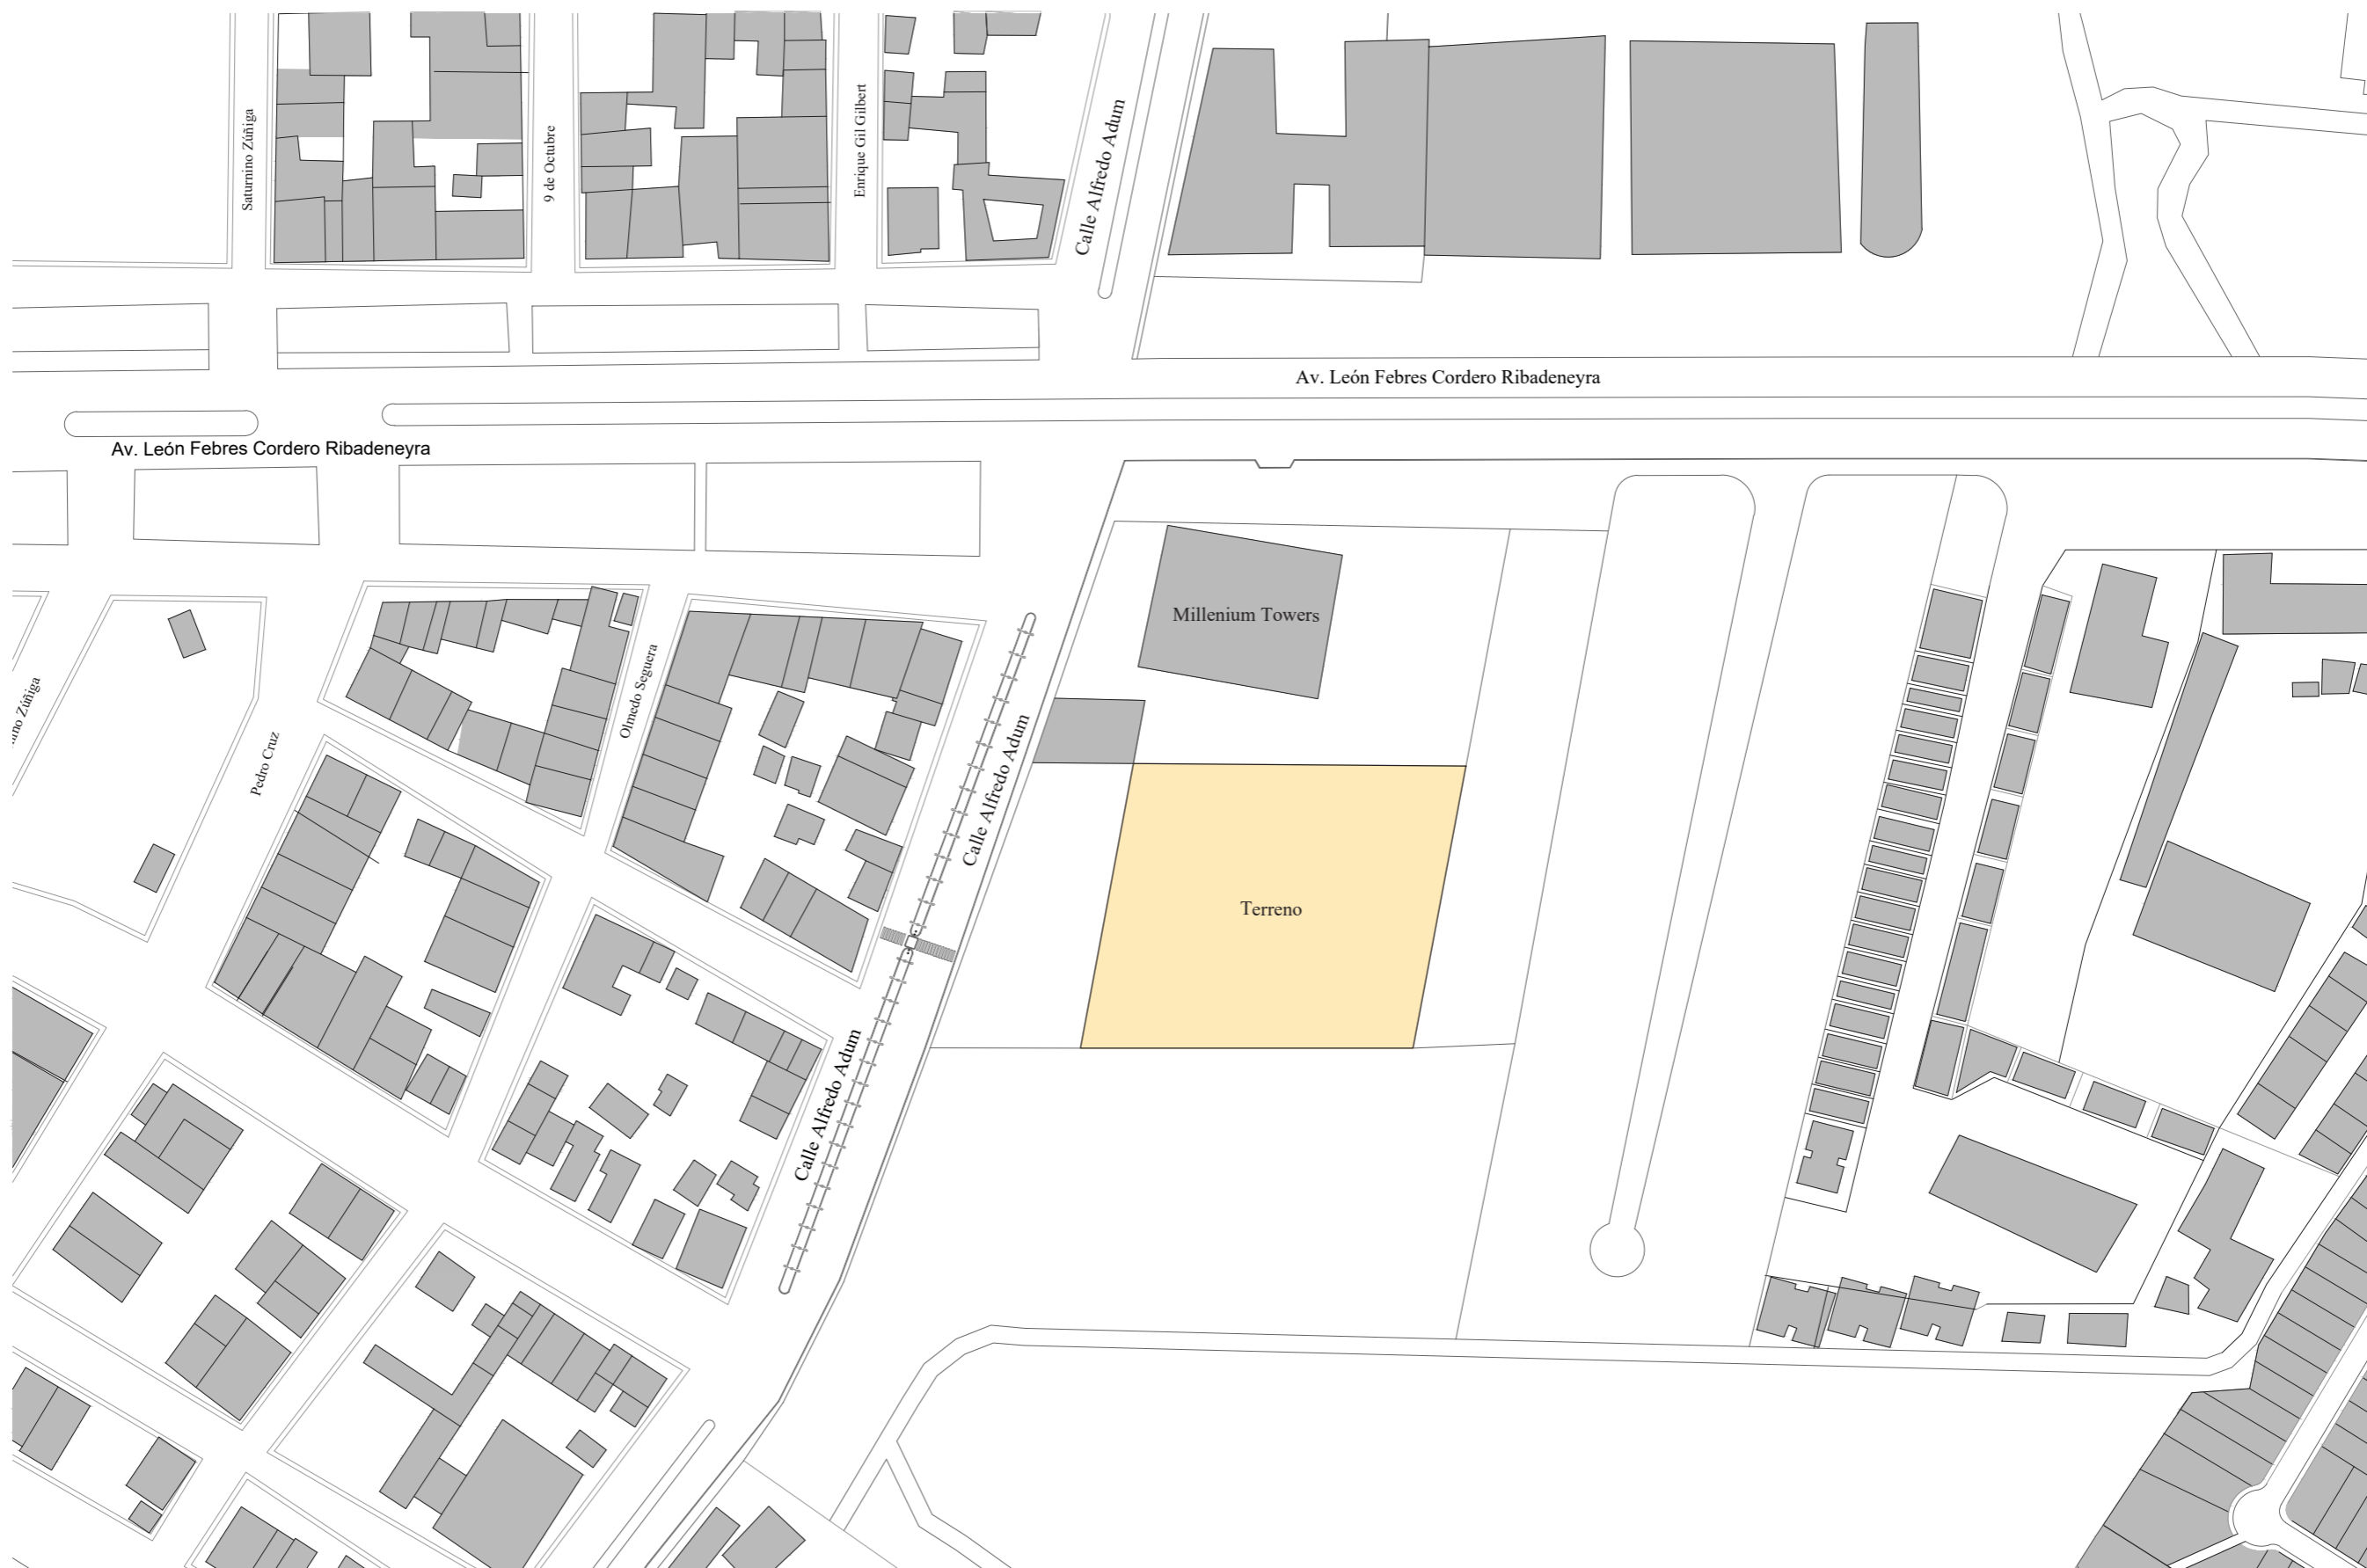 Saturnino Zúñiga
9 de Octubre
Enrique Gil Gilbert
Calle Alfredo Adum
Av. León Febres Cordero Ribadeneyra
Av. León Febres Cordero Ribadeneyra
Millenium Towers
Olmedo Seguera
Zúñiga
Pedro Cruz
Calle Alfredo Adum
Terreno
Calle Alfredo Adum